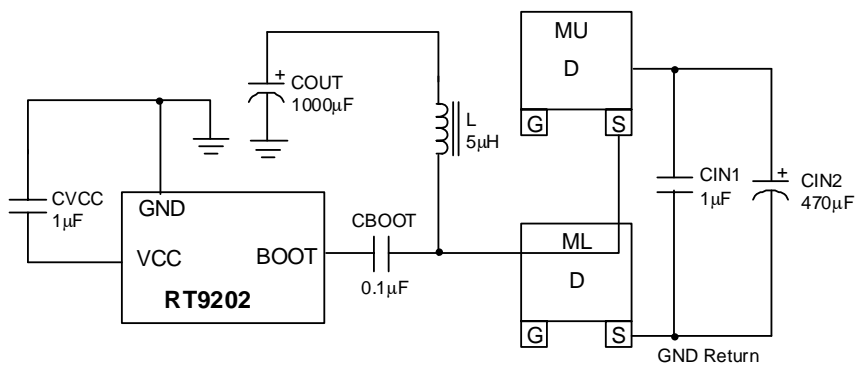 MU
D
G
S
+
COUT
1000μF
L
5μH
CVCC
1μF
GND
VCC
BOOT
RT9202
CBOOT
0.1μF
ML
D
G
S
CIN1
1μF
+
CIN2
470μF
GND Return